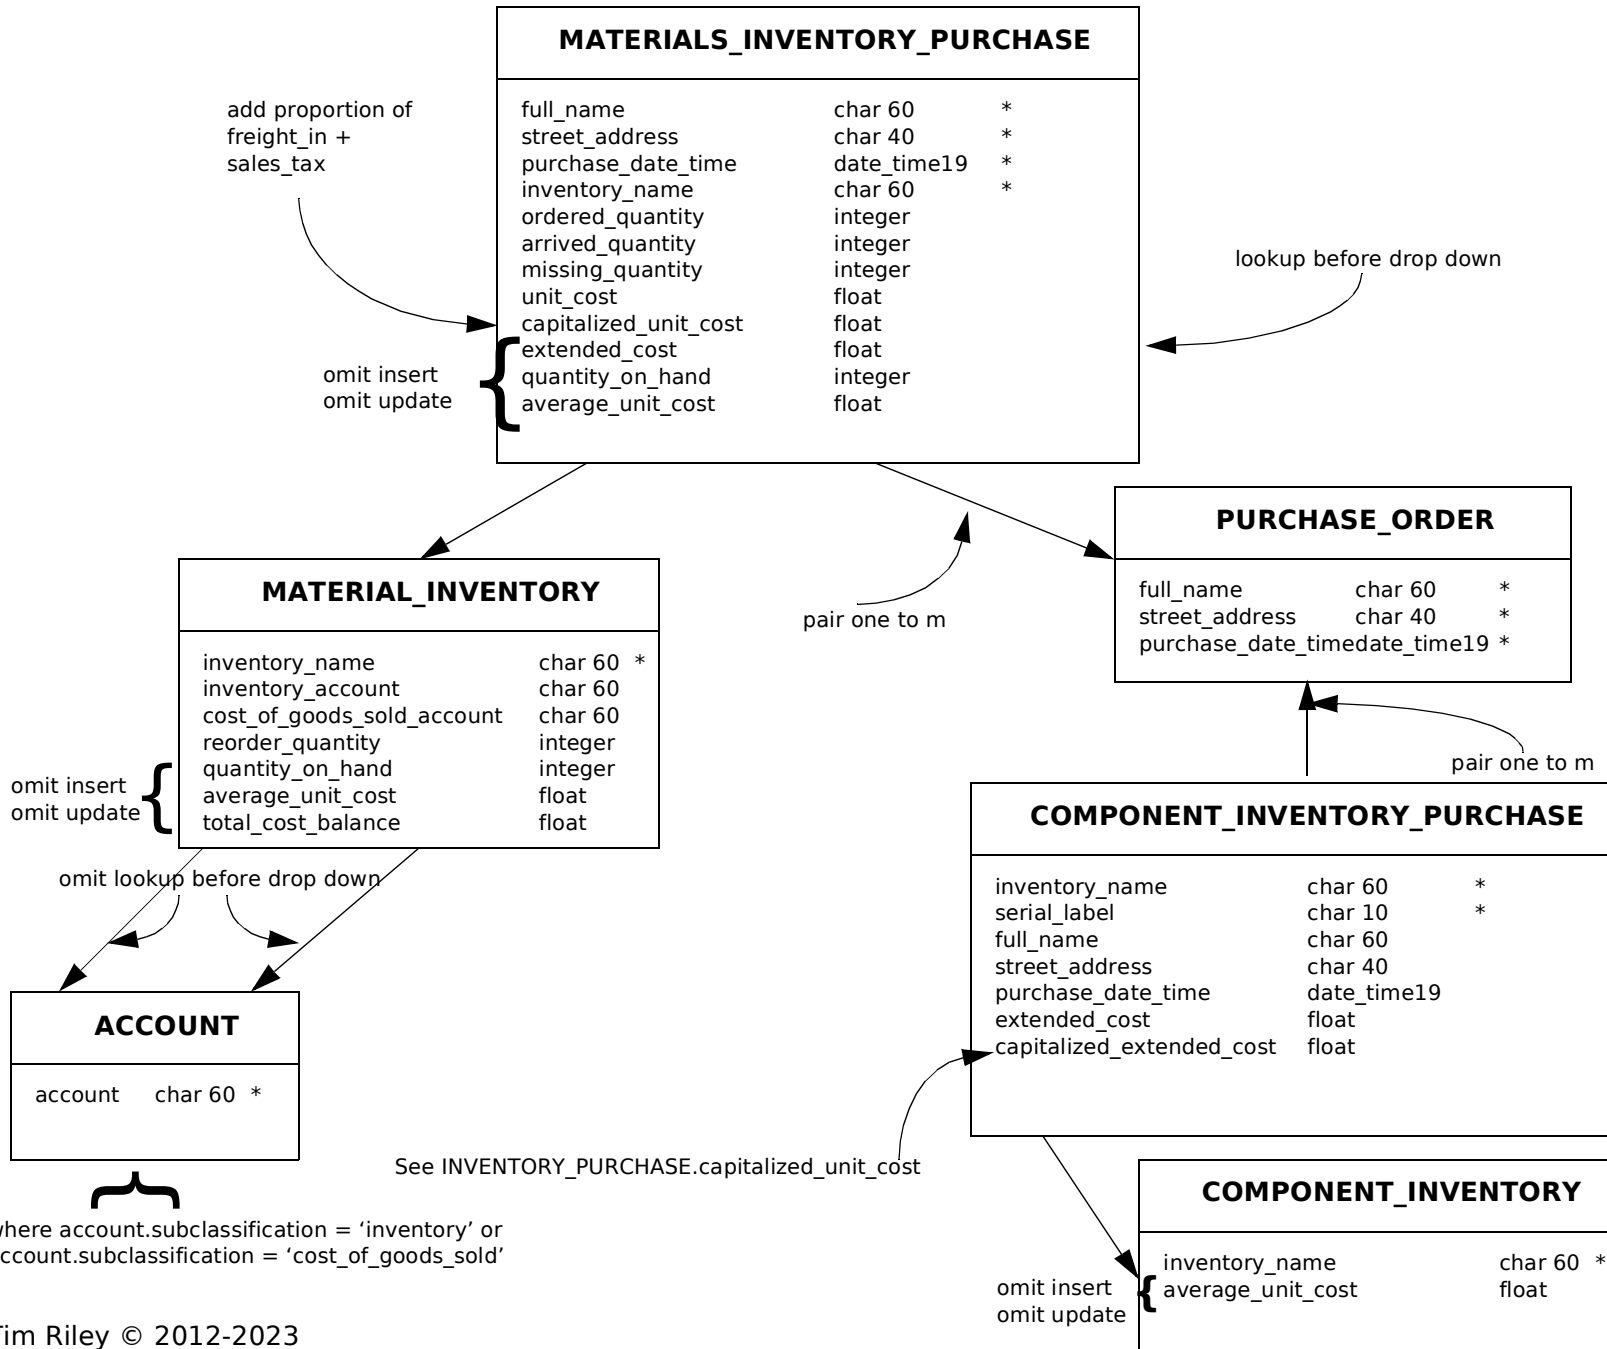 MATERIALS_INVENTORY_PURCHASE
add proportion of
freight_in +
sales_tax
full_name char 60 *
street_address char 40 *
purchase_date_time date_time19 *
inventory_name char 60 *
ordered_quantity integer
arrived_quantity integer
missing_quantity integer
unit_cost float
capitalized_unit_cost float
extended_cost float
quantity_on_hand integer
average_unit_cost float
omit insert
omit update
lookup before drop down
pair one to m
PURCHASE_ORDER
full_name char 60 *
street_address char 40 *
purchase_date_timedate_time19 *
pair one to m
MATERIAL_INVENTORY
inventory_name char 60 *
inventory_account char 60
cost_of_goods_sold_account char 60
reorder_quantity integer
quantity_on_hand integer
average_unit_cost float
total_cost_balance float
omit insert
omit update
omit lookup before drop down
ACCOUNT
account char 60 *
where account.subclassification = ‘inventory’ or
account.subclassification = ‘cost_of_goods_sold’
COMPONENT_INVENTORY_PURCHASE
inventory_name char 60 *
serial_label char 10 *
full_name char 60
street_address char 40
purchase_date_time date_time19
extended_cost float
capitalized_extended_cost float
See INVENTORY_PURCHASE.capitalized_unit_cost
COMPONENT_INVENTORY
inventory_name char 60 *
average_unit_cost float
omit insert
omit update
Tim Riley © 2012-2023